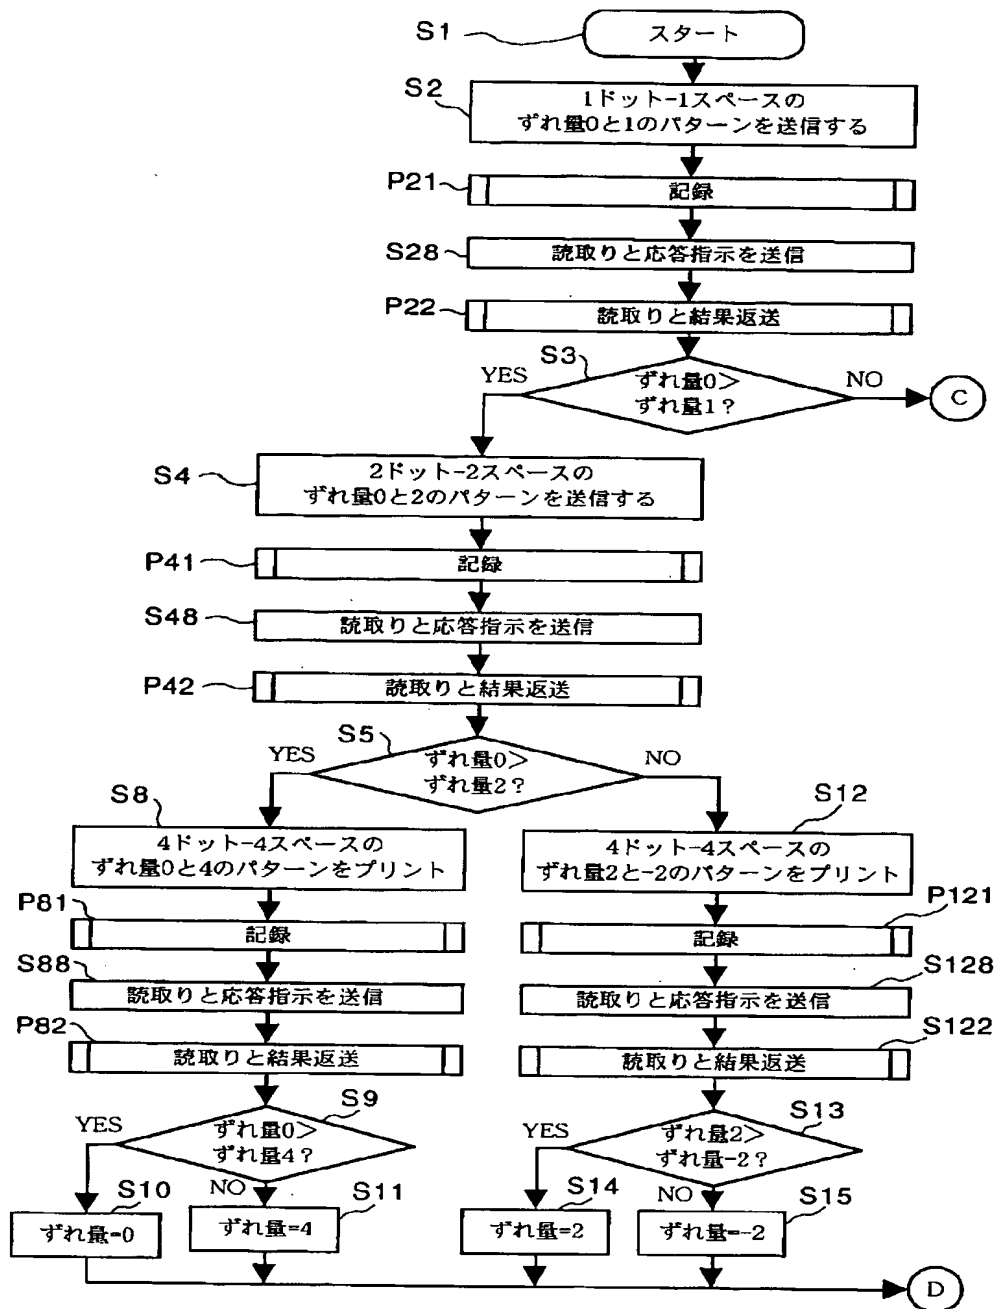 S1
スタート
S2
1ドット-1スペースの
ずれ量0と1のパターンを送信する
P21
記録
S28
読取りと応答指示を送信
P22
読取りと結果返送
S3
YES
ずれ量0>
ずれ量1?
NO
C
S4
2ドット-2スペースの
ずれ量0と2のパターンを送信する
P41
記録
S48
読取りと応答指示を送信
P42
読取りと結果返送
S5
YES
ずれ量0>
ずれ量2?
NO
S8
4ドット-4スペースの
ずれ量0と4のパターンをプリント
S12
4ドット-4スペースの
ずれ量2と-2のパターンをプリント
P81
記録
P121
記録
S88
読取りと応答指示を送信
S128
読取りと応答指示を送信
P82
読取りと結果返送
S122
読取りと結果返送
S9
YES
ずれ量0>
ずれ量4?
NO
S13
YES
ずれ量2>
ずれ量-2?
NO
S10
ずれ量=0
S11
ずれ量=4
S14
ずれ量=2
S15
ずれ量=-2
D